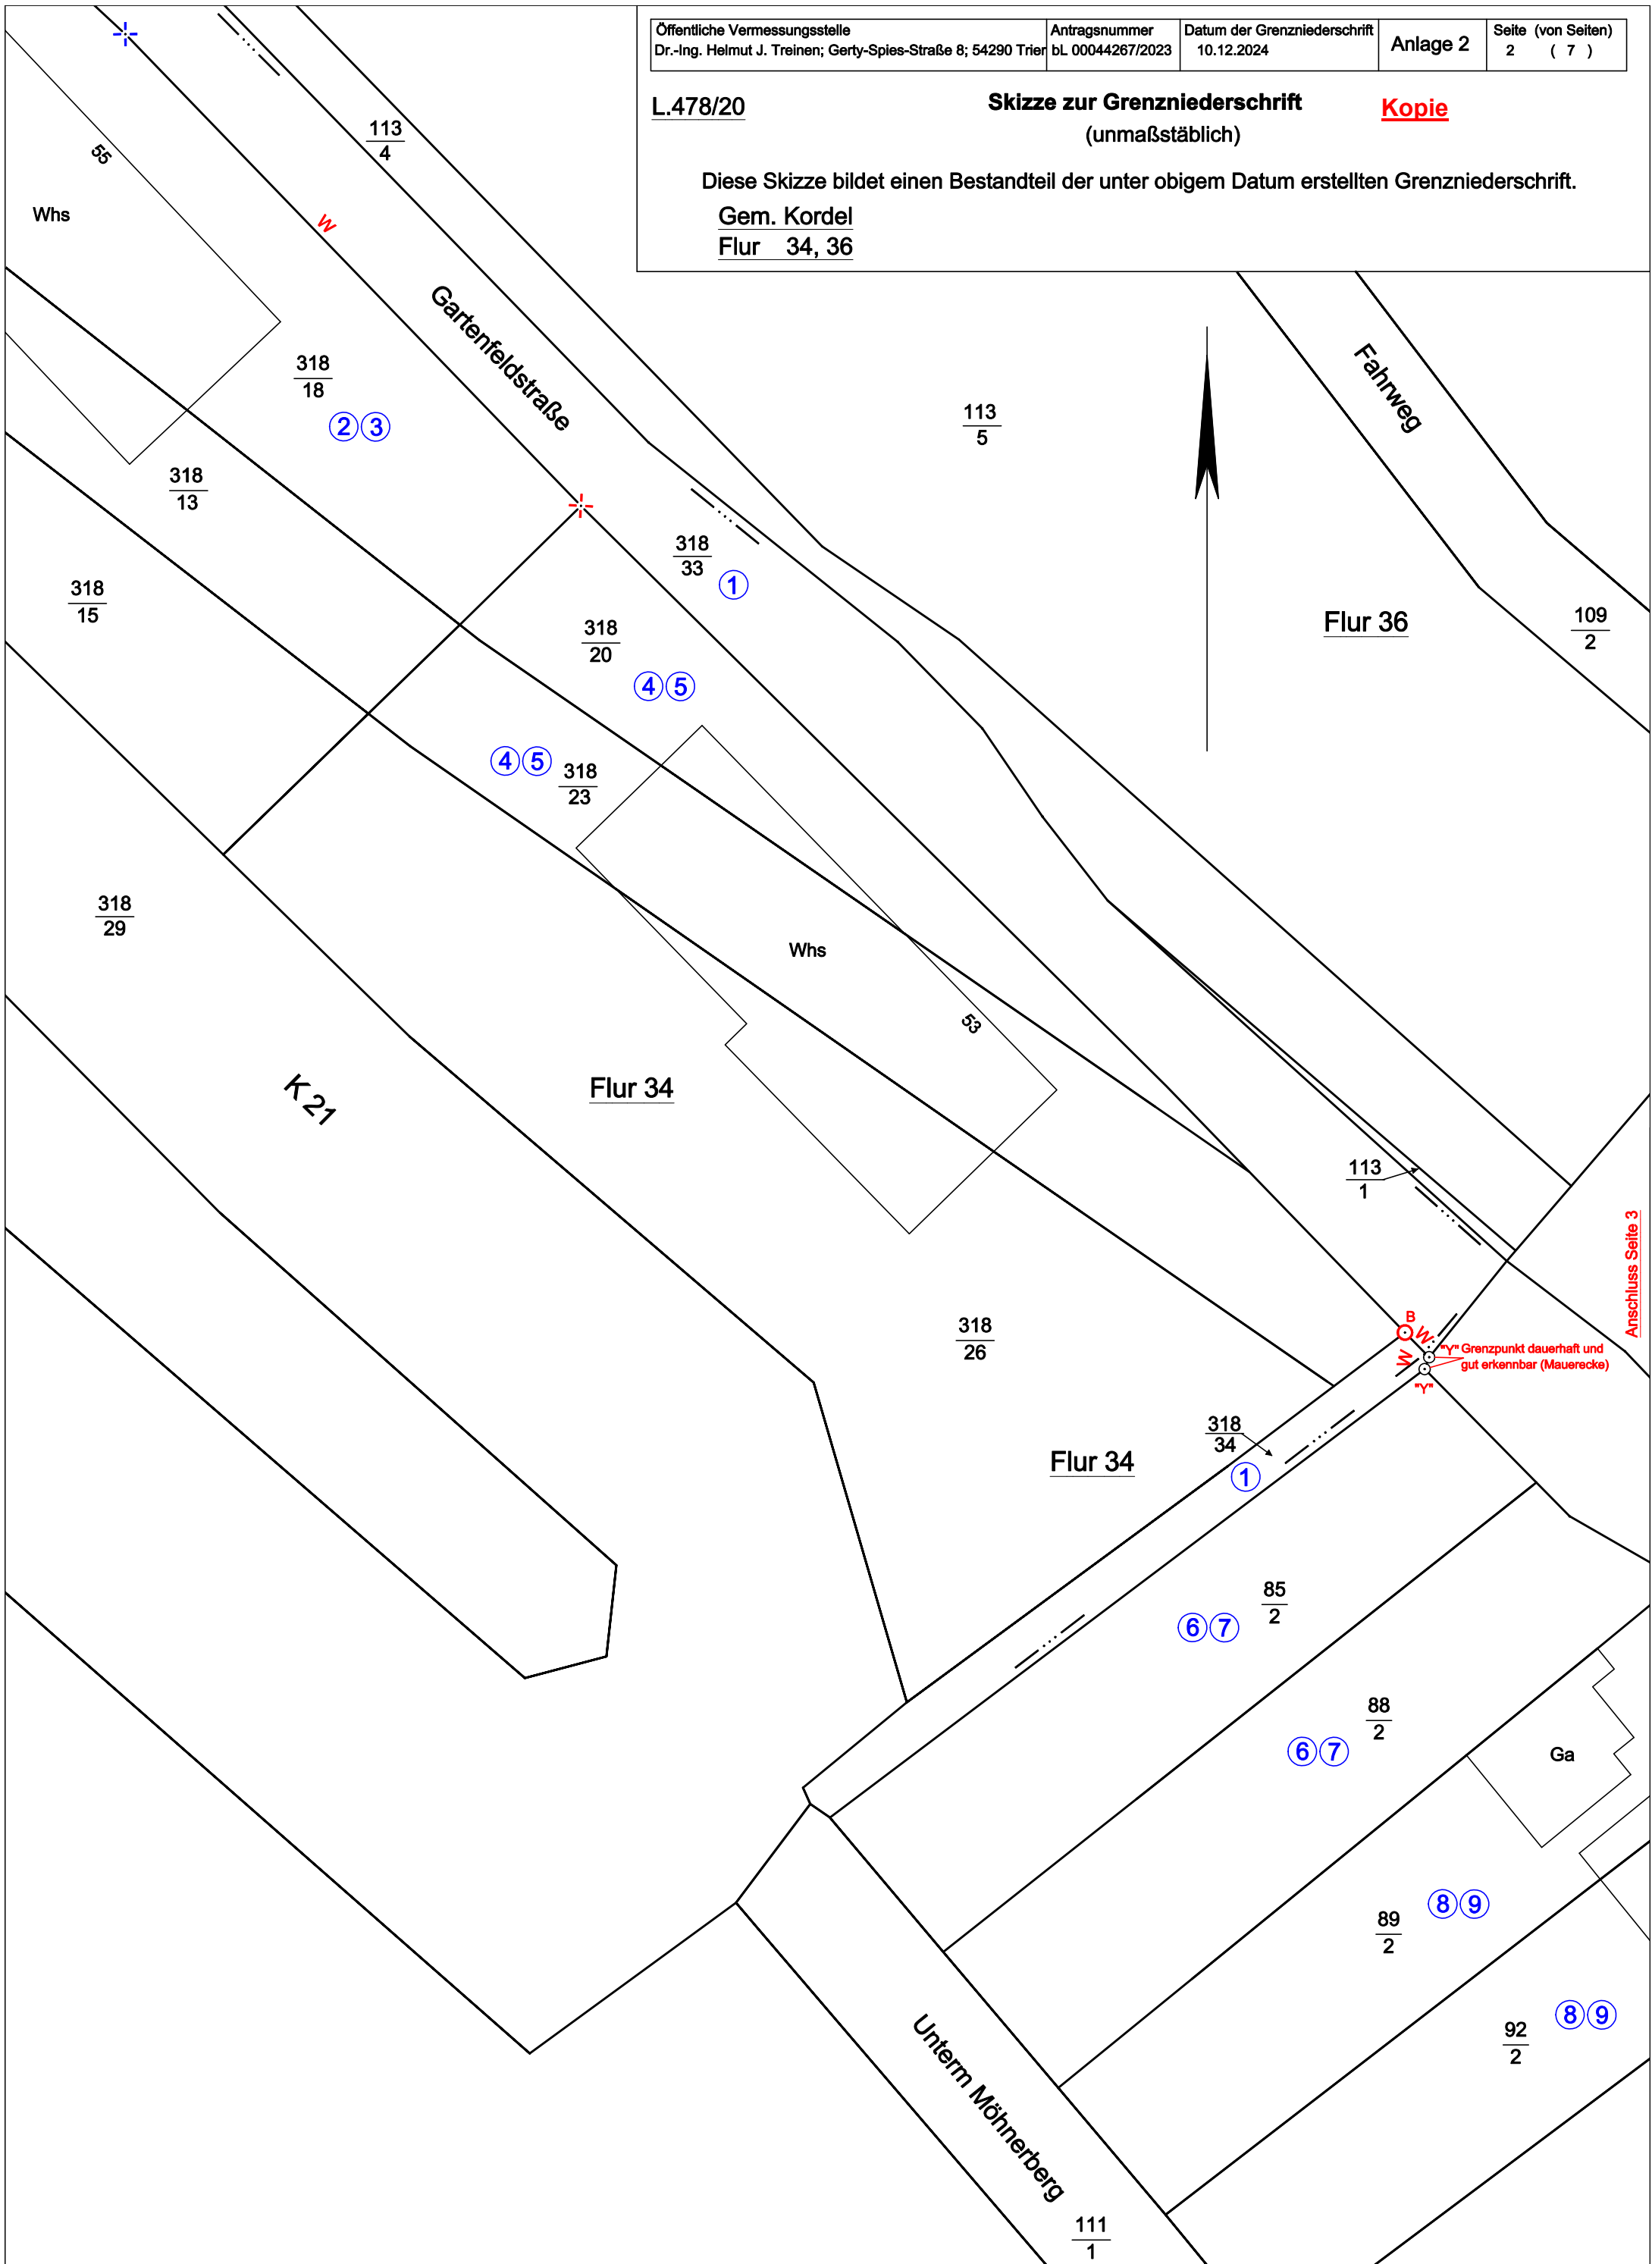 Öffentliche Vermessungsstelle
Dr.-Ing. Helmut J. Treinen; Gerty-Spies-Straße 8; 54290 Trier
Antragsnummer
bL 00044267/2023
Datum der Grenzniederschrift
10.12.2024
Anlage 2
Seite (von Seiten)
2 ( 7 )
L.478/20
Skizze zur Grenzniederschrift
Kopie
(unmaßstäblich)
Diese Skizze bildet einen Bestandteil der unter obigem Datum erstellten Grenzniederschrift.
Gem. Kordel
Flur 34, 36
113
4
55
Whs
W
Gartenfeldstraße
Fahrweg
318
18
2 3
113
5
318
13
318
33
1
318
15
318
20
4 5
Flur 36
109
2
4 5
318
23
318
29
Whs
53
K 21
Flur 34
113
1
Anschluss Seite 3
318
26
B
W
W
"Y" Grenzpunkt dauerhaft und
gut erkennbar (Mauerecke)
"Y"
318
34
1
Flur 34
85
2
6 7
88
2
6 7
Ga
89
2
8 9
92
2
8 9
Unterm Möhnerberg
111
1